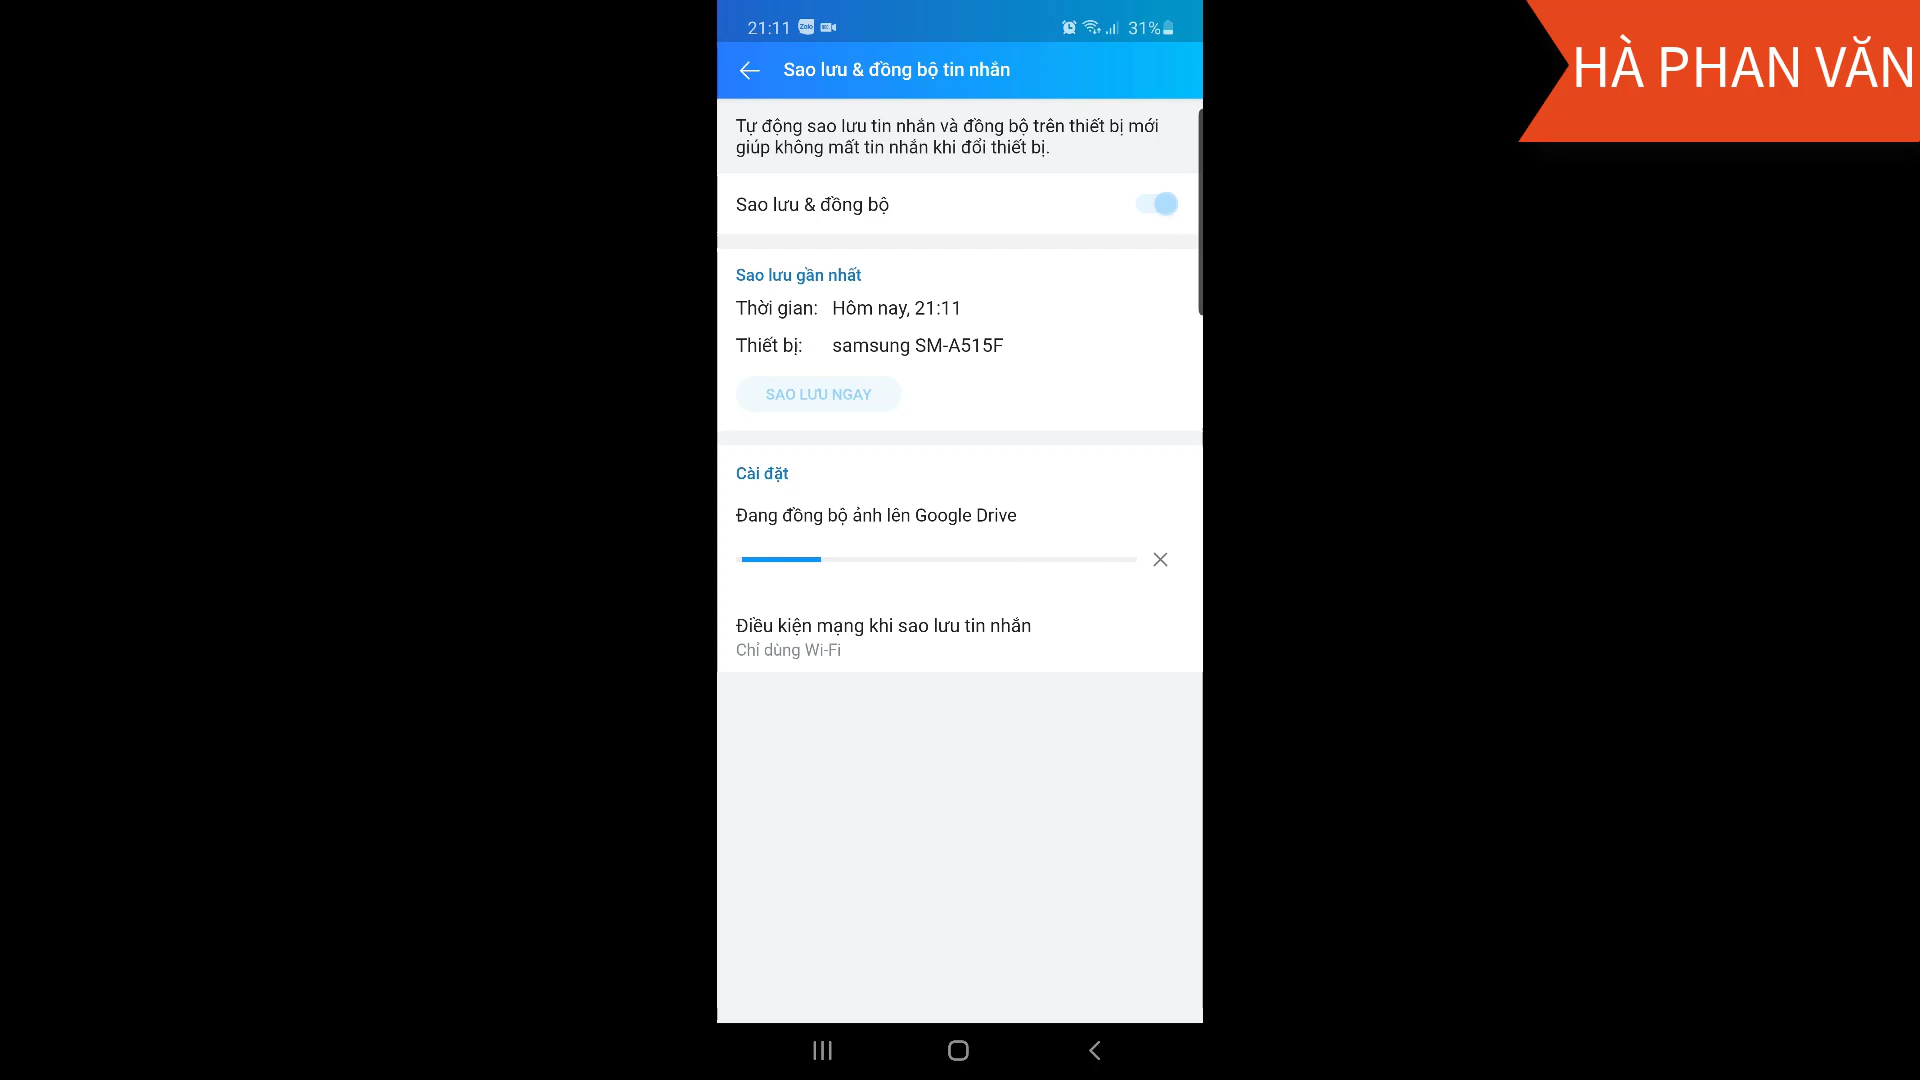 21:11 Zalo 31%
HÀ PHAN VĂN
Sao lưu & đồng bộ tin nhắn
Tự động sao lưu tin nhắn và đồng bộ trên thiết bị mới
giúp không mất tin nhắn khi đổi thiết bị.
Sao lưu & đồng bộ
Sao lưu gần nhất
Thời gian: Hôm nay, 21:11
Thiết bị: samsung SM-A515F
SAO LƯU NGAY
Cài đặt
Đang đồng bộ ảnh lên Google Drive
Điều kiện mạng khi sao lưu tin nhắn
Chỉ dùng Wi-Fi